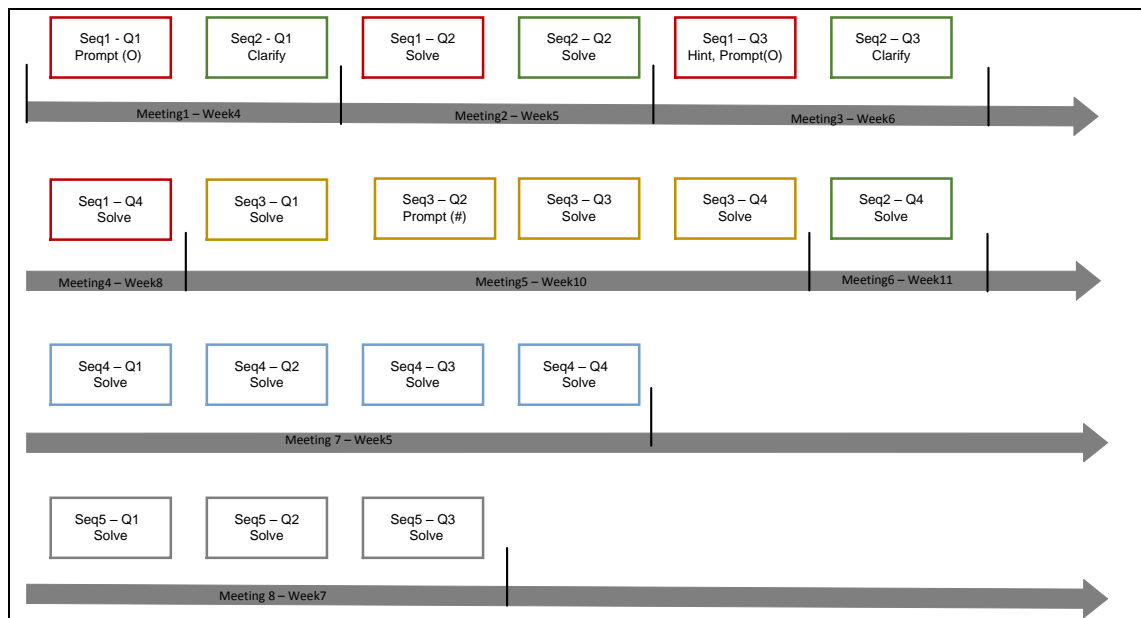 Seq1 - Q1
Prompt (O)
Seq2 - Q1
Clarify
Seq1 – Q2
Solve
Seq2 – Q2
Solve
Seq1 – Q3
Hint, Prompt(O)
Seq2 – Q3
Clarify
Meeting1 – Week4
Meeting2 – Week5
Meeting3 – Week6
Seq1 – Q4
Solve
Seq3 – Q1
Solve
Seq3 – Q2
Prompt (#)
Seq3 – Q3
Solve
Seq3 – Q4
Solve
Seq2 – Q4
Solve
Meeting4 – Week8
Meeting5 – Week10
Meeting6 – Week11
Seq4 – Q1
Solve
Seq4 – Q2
Solve
Seq4 – Q3
Solve
Seq4 – Q4
Solve
Meeting 7 – Week5
Seq5 – Q1
Solve
Seq5 – Q2
Solve
Seq5 – Q3
Solve
Meeting 8 – Week7